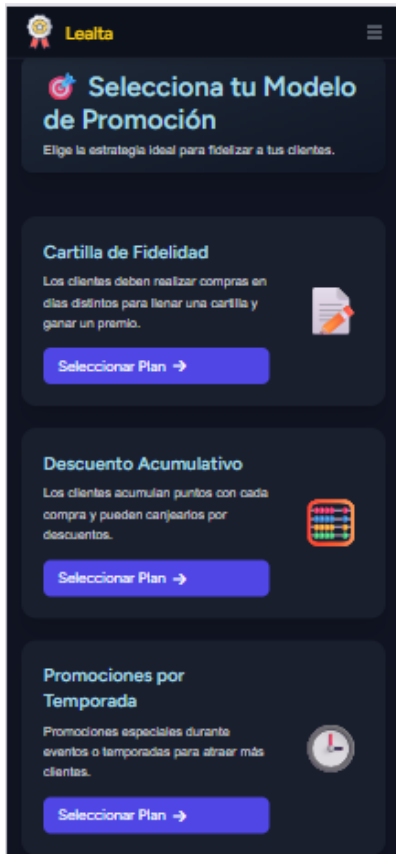 Lealta
Selecciona tu Modelo
de Promoción
Elige la estrategia ideal para fidelizar a tus clientes.
Cartilla de Fidelidad
Los clientes deben realizar compras en
días distintos para llenar una cartilla y
ganar un premio.
Seleccionar Plan →
Descuento Acumulativo
Los clientes acumulan puntos con cada
compra y pueden canjearlos por
descuentos.
Seleccionar Plan →
Promociones por
Temporada
Promociones especiales durante
eventos o temporadas para atraer más
clientes.
Seleccionar Plan →